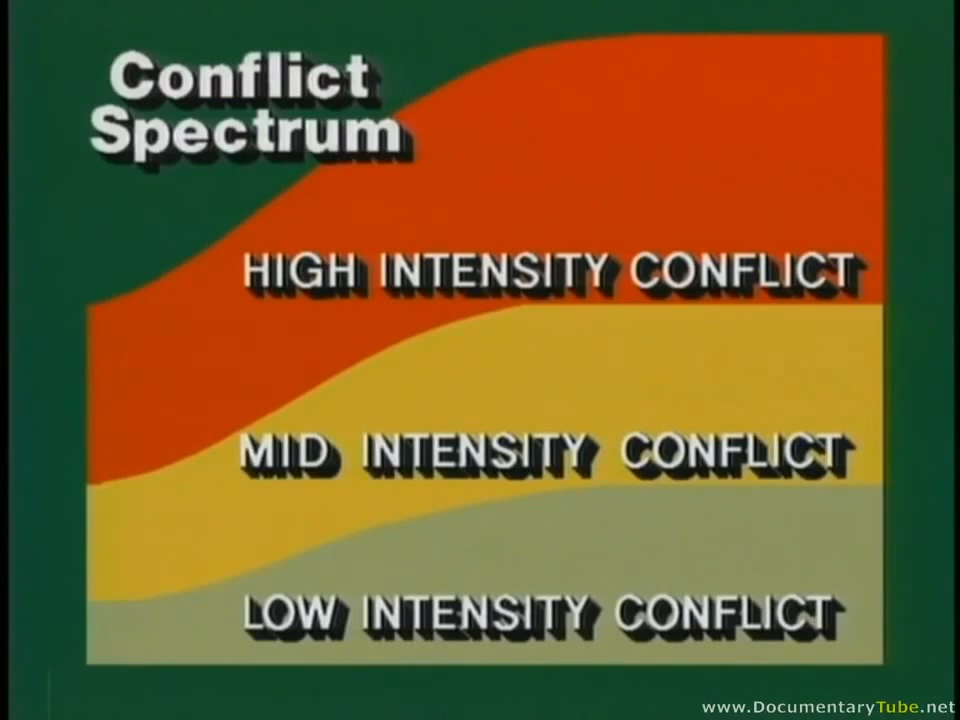 Conflict
Spectrum
HIGH INTENSITY CONFLICT
MID INTENSITY CONFLICT
LOW INTENSITY CONFLICT
www.DocumentaryTube.net